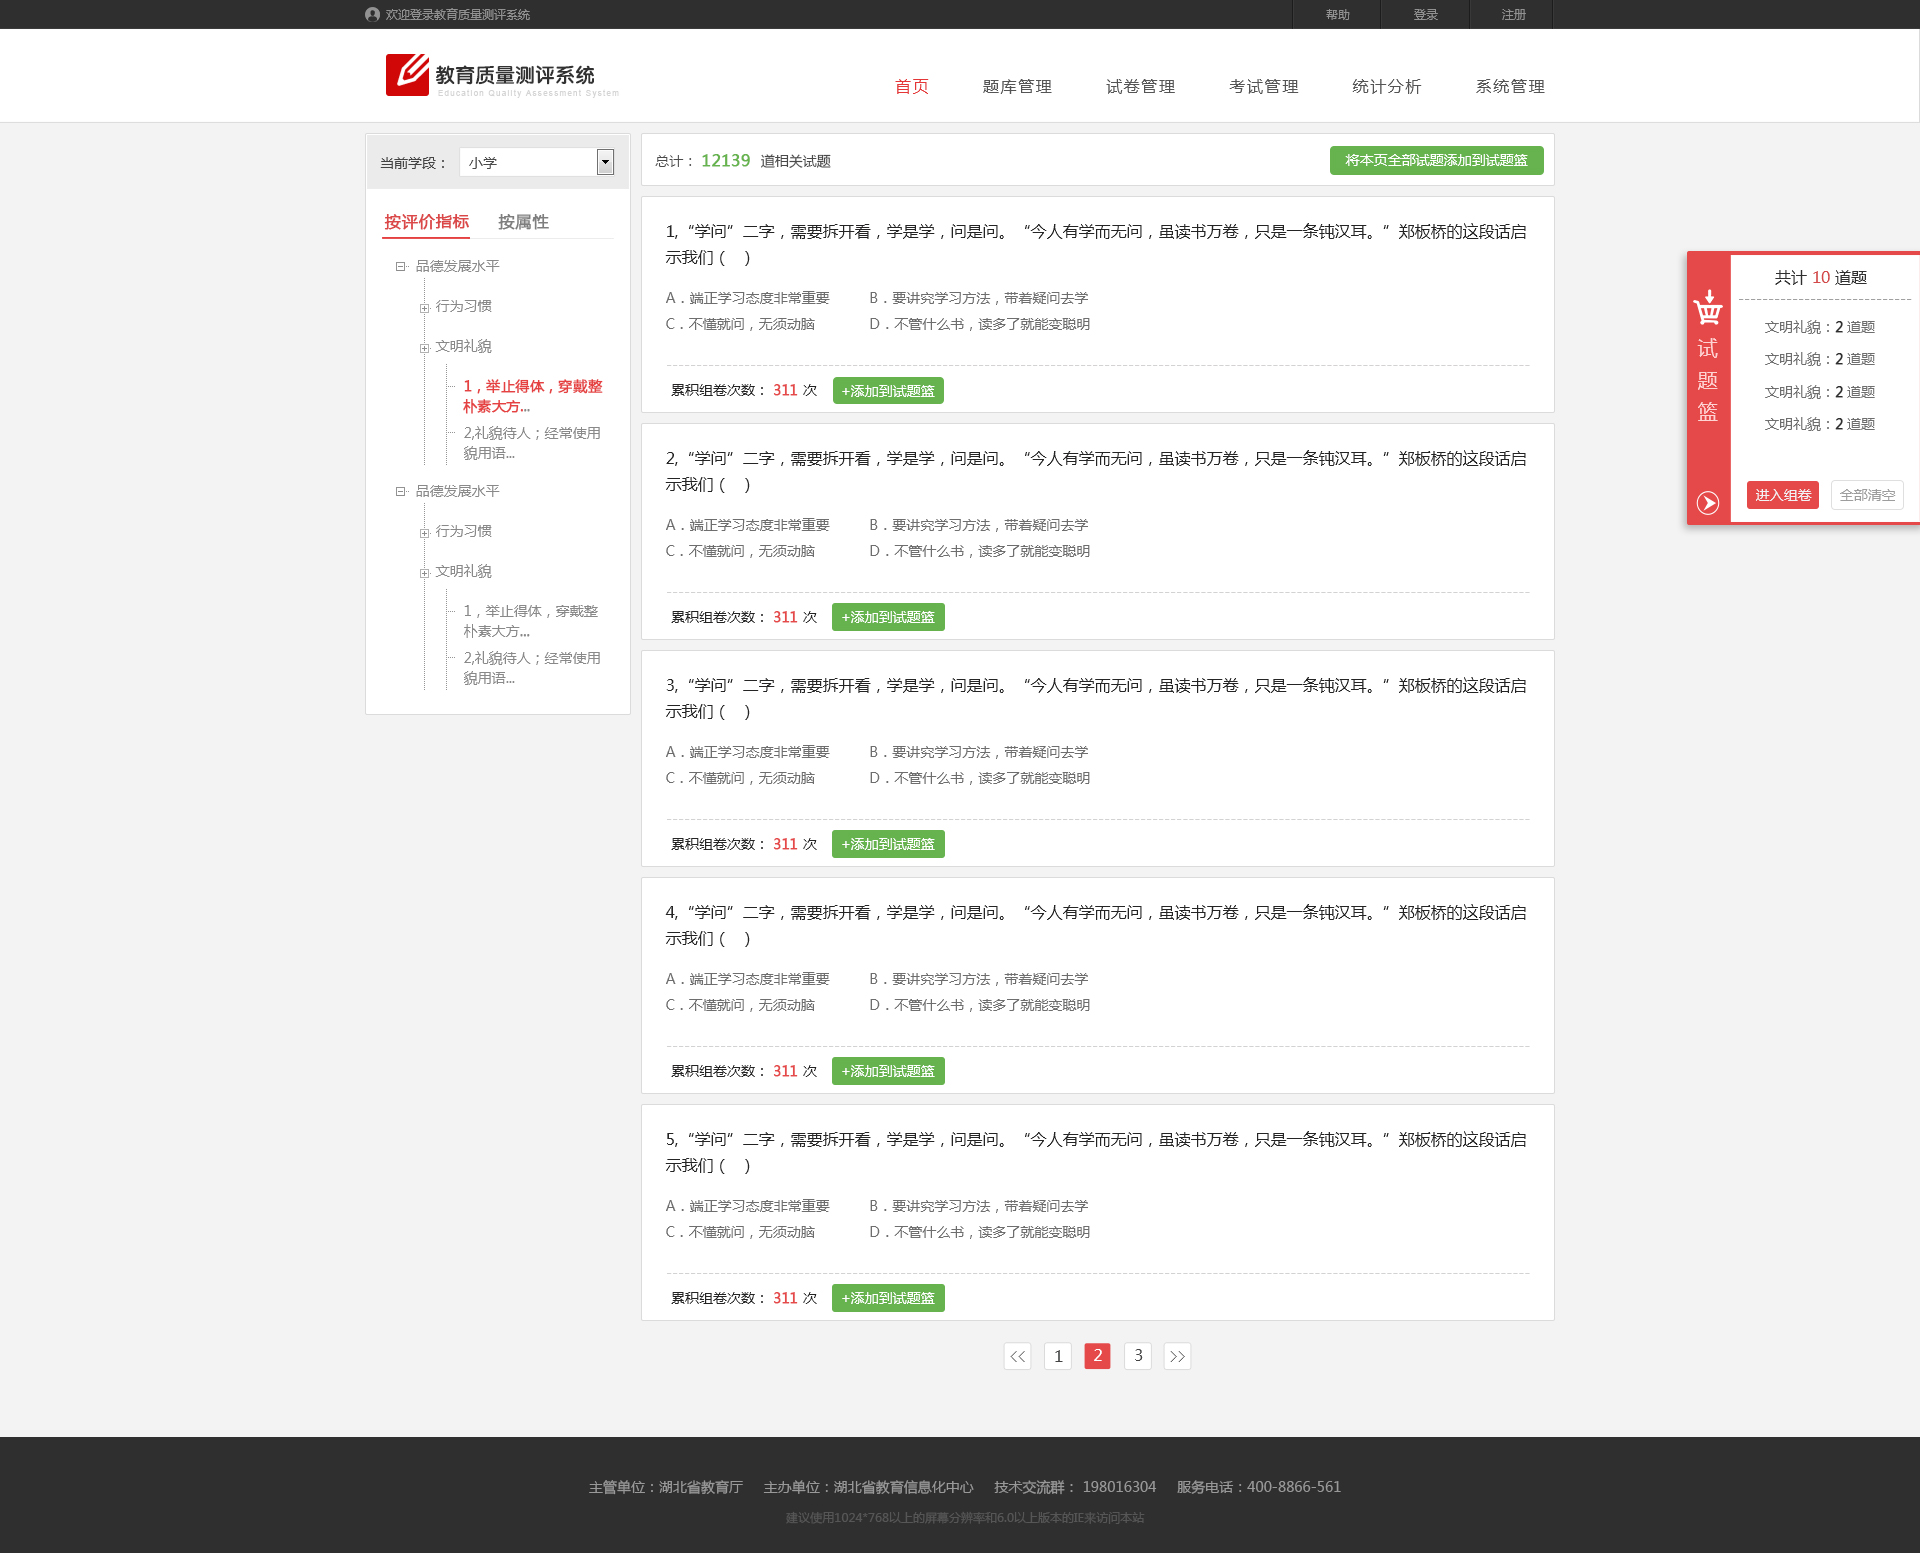 欢迎登录教育质量测评系统
帮助 登录 注册
教育质量测评系统
Education Quality Assessment System
首页 题库管理 试卷管理 考试管理 统计分析 系统管理
当前学段： 小学
按评价指标 按属性
品德发展水平
行为习惯
文明礼貌
1，举止得体，穿戴整
朴素大方...
2,礼貌待人；经常使用
貌用语...
品德发展水平
行为习惯
文明礼貌
1，举止得体，穿戴整
朴素大方...
2,礼貌待人；经常使用
貌用语...
总计： 12139 道相关试题
将本页全部试题添加到试题篮
1,“学问”二字，需要拆开看，学是学，问是问。“今人有学而无问，虽读书万卷，只是一条钝汉耳。”郑板桥的这段话启
示我们（ ）
A．端正学习态度非常重要 B．要讲究学习方法，带着疑问去学
C．不懂就问，无须动脑 D．不管什么书，读多了就能变聪明
累积组卷次数： 311 次 +添加到试题篮
2,“学问”二字，需要拆开看，学是学，问是问。“今人有学而无问，虽读书万卷，只是一条钝汉耳。”郑板桥的这段话启
示我们（ ）
A．端正学习态度非常重要 B．要讲究学习方法，带着疑问去学
C．不懂就问，无须动脑 D．不管什么书，读多了就能变聪明
累积组卷次数： 311 次 +添加到试题篮
3,“学问”二字，需要拆开看，学是学，问是问。“今人有学而无问，虽读书万卷，只是一条钝汉耳。”郑板桥的这段话启
示我们（ ）
A．端正学习态度非常重要 B．要讲究学习方法，带着疑问去学
C．不懂就问，无须动脑 D．不管什么书，读多了就能变聪明
累积组卷次数： 311 次 +添加到试题篮
4,“学问”二字，需要拆开看，学是学，问是问。“今人有学而无问，虽读书万卷，只是一条钝汉耳。”郑板桥的这段话启
示我们（ ）
A．端正学习态度非常重要 B．要讲究学习方法，带着疑问去学
C．不懂就问，无须动脑 D．不管什么书，读多了就能变聪明
累积组卷次数： 311 次 +添加到试题篮
5,“学问”二字，需要拆开看，学是学，问是问。“今人有学而无问，虽读书万卷，只是一条钝汉耳。”郑板桥的这段话启
示我们（ ）
A．端正学习态度非常重要 B．要讲究学习方法，带着疑问去学
C．不懂就问，无须动脑 D．不管什么书，读多了就能变聪明
累积组卷次数： 311 次 +添加到试题篮
<< 1 2 3 >>
试题篮
共计 10 道题
文明礼貌：2 道题
文明礼貌：2 道题
文明礼貌：2 道题
文明礼貌：2 道题
进入组卷 全部清空
主管单位：湖北省教育厅 主办单位：湖北省教育信息化中心 技术交流群： 198016304 服务电话：400-8866-561
建议使用1024*768以上的屏幕分辨率和6.0以上版本的IE来访问本站